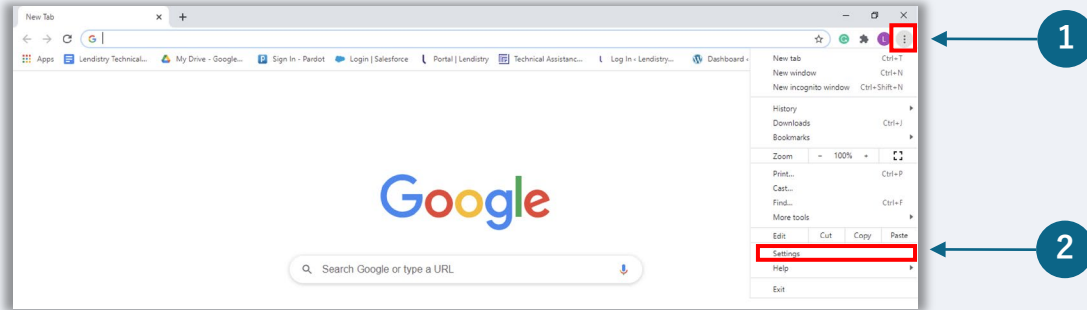 New Tab
G
Apps Lendistry Technical... My Drive - Google... Sign In - Pardot Login | Salesforce Portal | Lendistry Technical Assistanc... Log In ‹ Lendistry... Dashboard ‹
L
1
New tab Ctrl+T
New window Ctrl+N
New incognito window Ctrl+Shift+N
History
Downloads Ctrl+J
Bookmarks
Zoom - 100% +
Print... Ctrl+P
Cast...
Find... Ctrl+F
More tools
Edit Cut Copy Paste
Settings
2
Help
Exit
Google
Search Google or type a URL